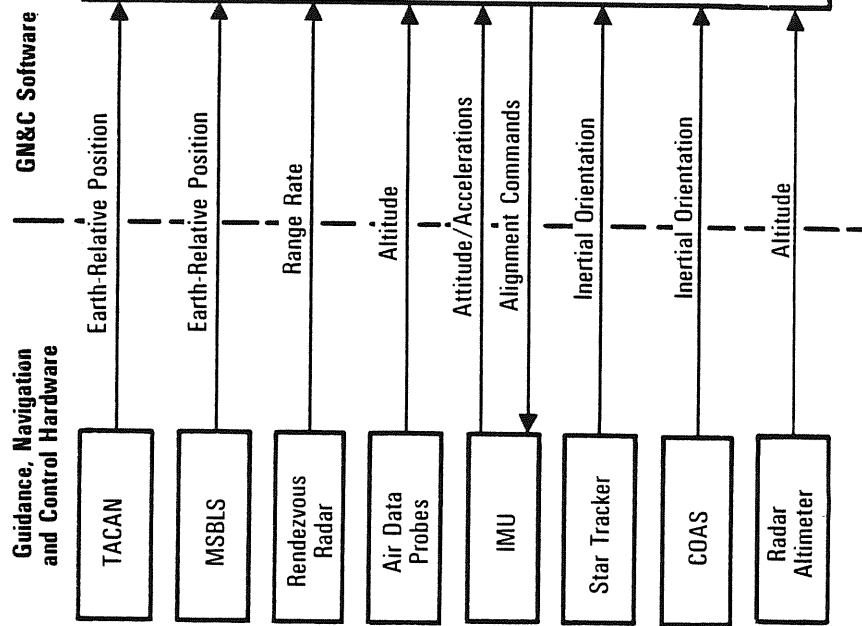 Guidance, Navigation
and Control Hardware
GN&C Software
TACAN
Earth-Relative Position
MSBLS
Earth-Relative Position
Rendezvous
Radar
Range Rate
Air Data
Probes
Altitude
IMU
Attitude/Accelerations
Alignment Commands
Star Tracker
Inertial Orientation
COAS
Inertial Orientation
Radar
Altimeter
Altitude